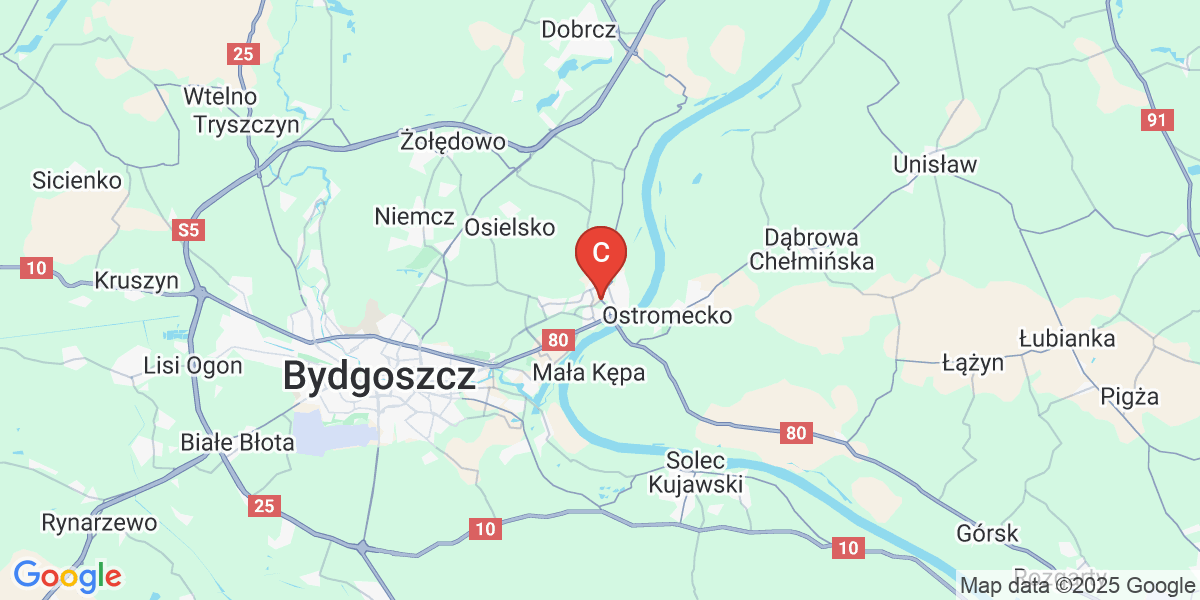 Dobrcz
25
Wtelno
Tryszczyn
91
Żołędowo
Unisław
Sicienko
Niemcz
Osielsko
S5
Dąbrowa
Chełmińska
C
10
Kruszyn
Ostromecko
80
Łubianka
Lisi Ogon
Bydgoszcz
Mała Kępa
Łążyn
Pigża
80
Białe Błota
Solec
Kujawski
25
10
Rynarzewo
Górsk
10
Google
Rozgarty
Map data ©2025 Google